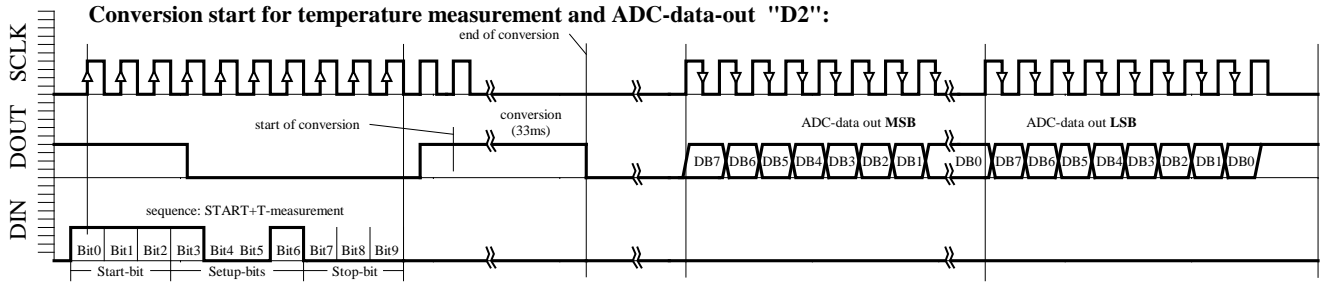 Conversion start for temperature measurement and ADC-data-out "D2":
end of conversion
SCLK
start of conversion
conversion
(33ms)
ADC-data out MSB
ADC-data out LSB
DOUT
DB7 DB6 DB5 DB4 DB3 DB2 DB1 DB0 DB7 DB6 DB5 DB4 DB3 DB2 DB1 DB0
sequence: START+T-measurement
DIN
Bit0 Bit1 Bit2 Bit3 Bit4 Bit5 Bit6 Bit7 Bit8 Bit9
Start-bit Setup-bits Stop-bit